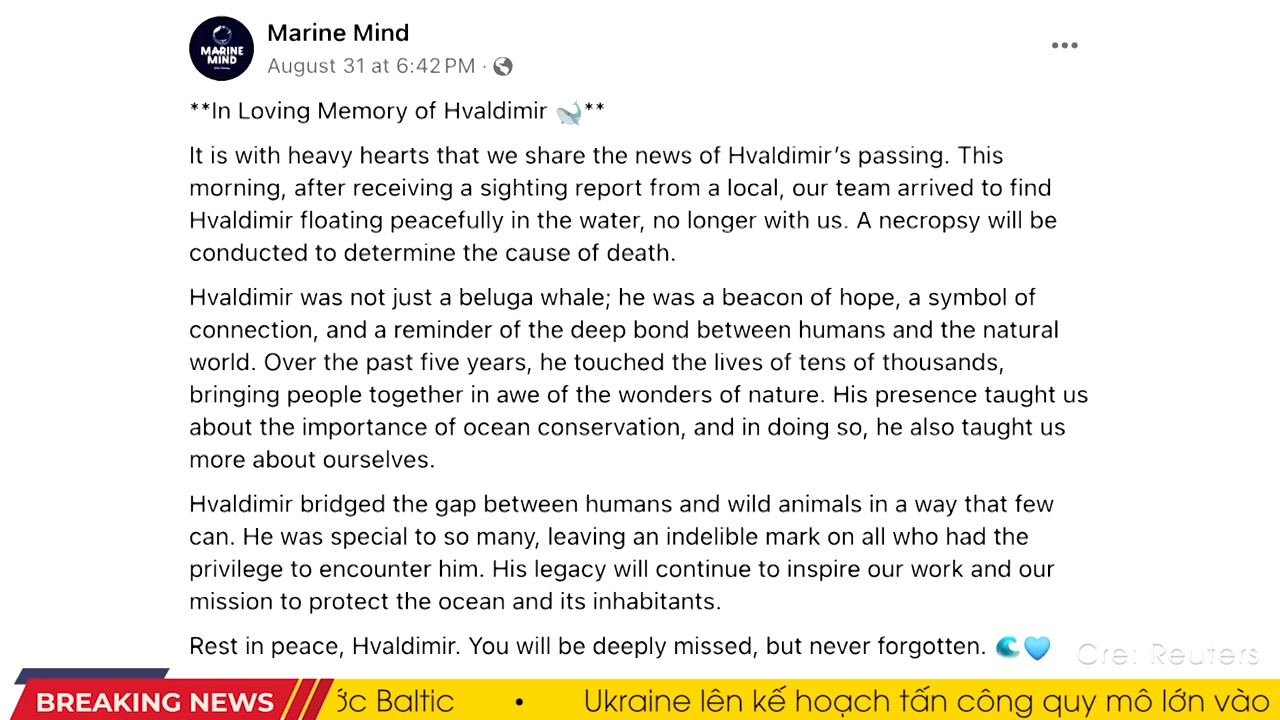 MARINE
MIND
Marine Mind
August 31 at 6:42 PM ·
**In Loving Memory of Hvaldimir 🐋**
It is with heavy hearts that we share the news of Hvaldimir's passing. This
morning, after receiving a sighting report from a local, our team arrived to find
Hvaldimir floating peacefully in the water, no longer with us. A necropsy will be
conducted to determine the cause of death.
Hvaldimir was not just a beluga whale; he was a beacon of hope, a symbol of
connection, and a reminder of the deep bond between humans and the natural
world. Over the past five years, he touched the lives of tens of thousands,
bringing people together in awe of the wonders of nature. His presence taught us
about the importance of ocean conservation, and in doing so, he also taught us
more about ourselves.
Hvaldimir bridged the gap between humans and wild animals in a way that few
can. He was special to so many, leaving an indelible mark on all who had the
privilege to encounter him. His legacy will continue to inspire our work and our
mission to protect the ocean and its inhabitants.
Rest in peace, Hvaldimir. You will be deeply missed, but never forgotten. 🌊💙
Cre: Reuters
BREAKING NEWS ớc Baltic • Ukraine lên kế hoạch tấn công quy mô lớn vào